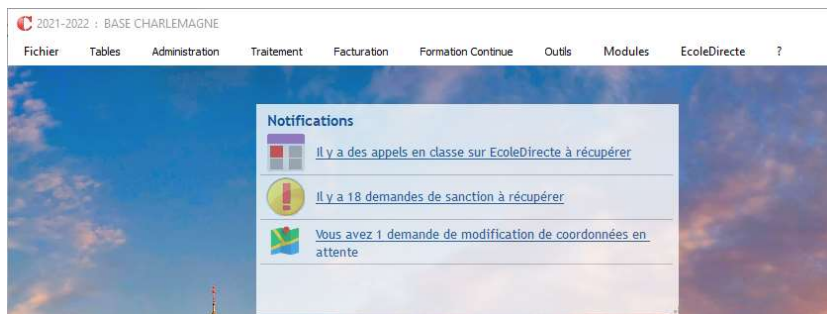 C 2021-2022 : BASE CHARLEMAGNE
Fichier Tables Administration Traitement Facturation Formation Continue Outils Modules EcoleDirecte ?
Notifications
Il y a des appels en classe sur EcoleDirecte à récupérer
Il y a 18 demandes de sanction à récupérer
Vous avez 1 demande de modification de coordonnées en
attente